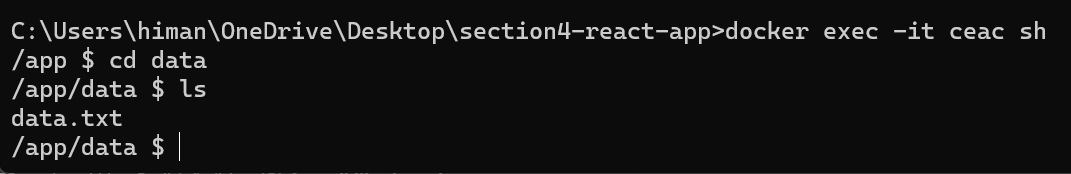 C:\Users\himan\OneDrive\Desktop\section4-react-app>docker exec -it ceac sh
/app $ cd data
/app/data $ ls
data.txt
/app/data $